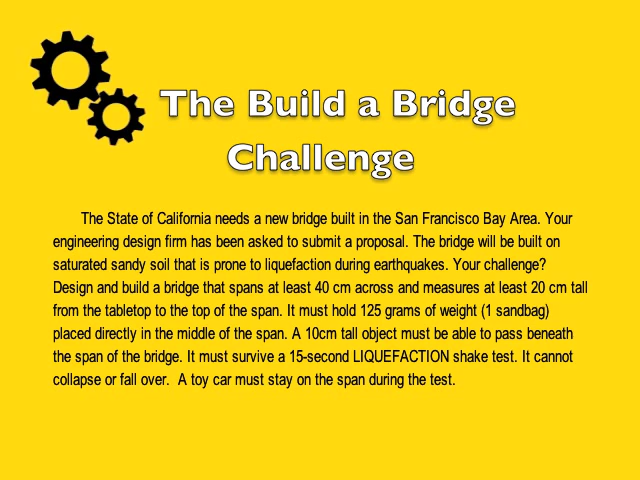 The Build a Bridge
Challenge
The State of California needs a new bridge built in the San Francisco Bay Area. Your
engineering design firm has been asked to submit a proposal. The bridge will be built on
saturated sandy soil that is prone to liquefaction during earthquakes. Your challenge?
Design and build a bridge that spans at least 40 cm across and measures at least 20 cm tall
from the tabletop to the top of the span. It must hold 125 grams of weight (1 sandbag)
placed directly in the middle of the span. A 10cm tall object must be able to pass beneath
the span of the bridge. It must survive a 15-second LIQUEFACTION shake test. It cannot
collapse or fall over.  A toy car must stay on the span during the test.